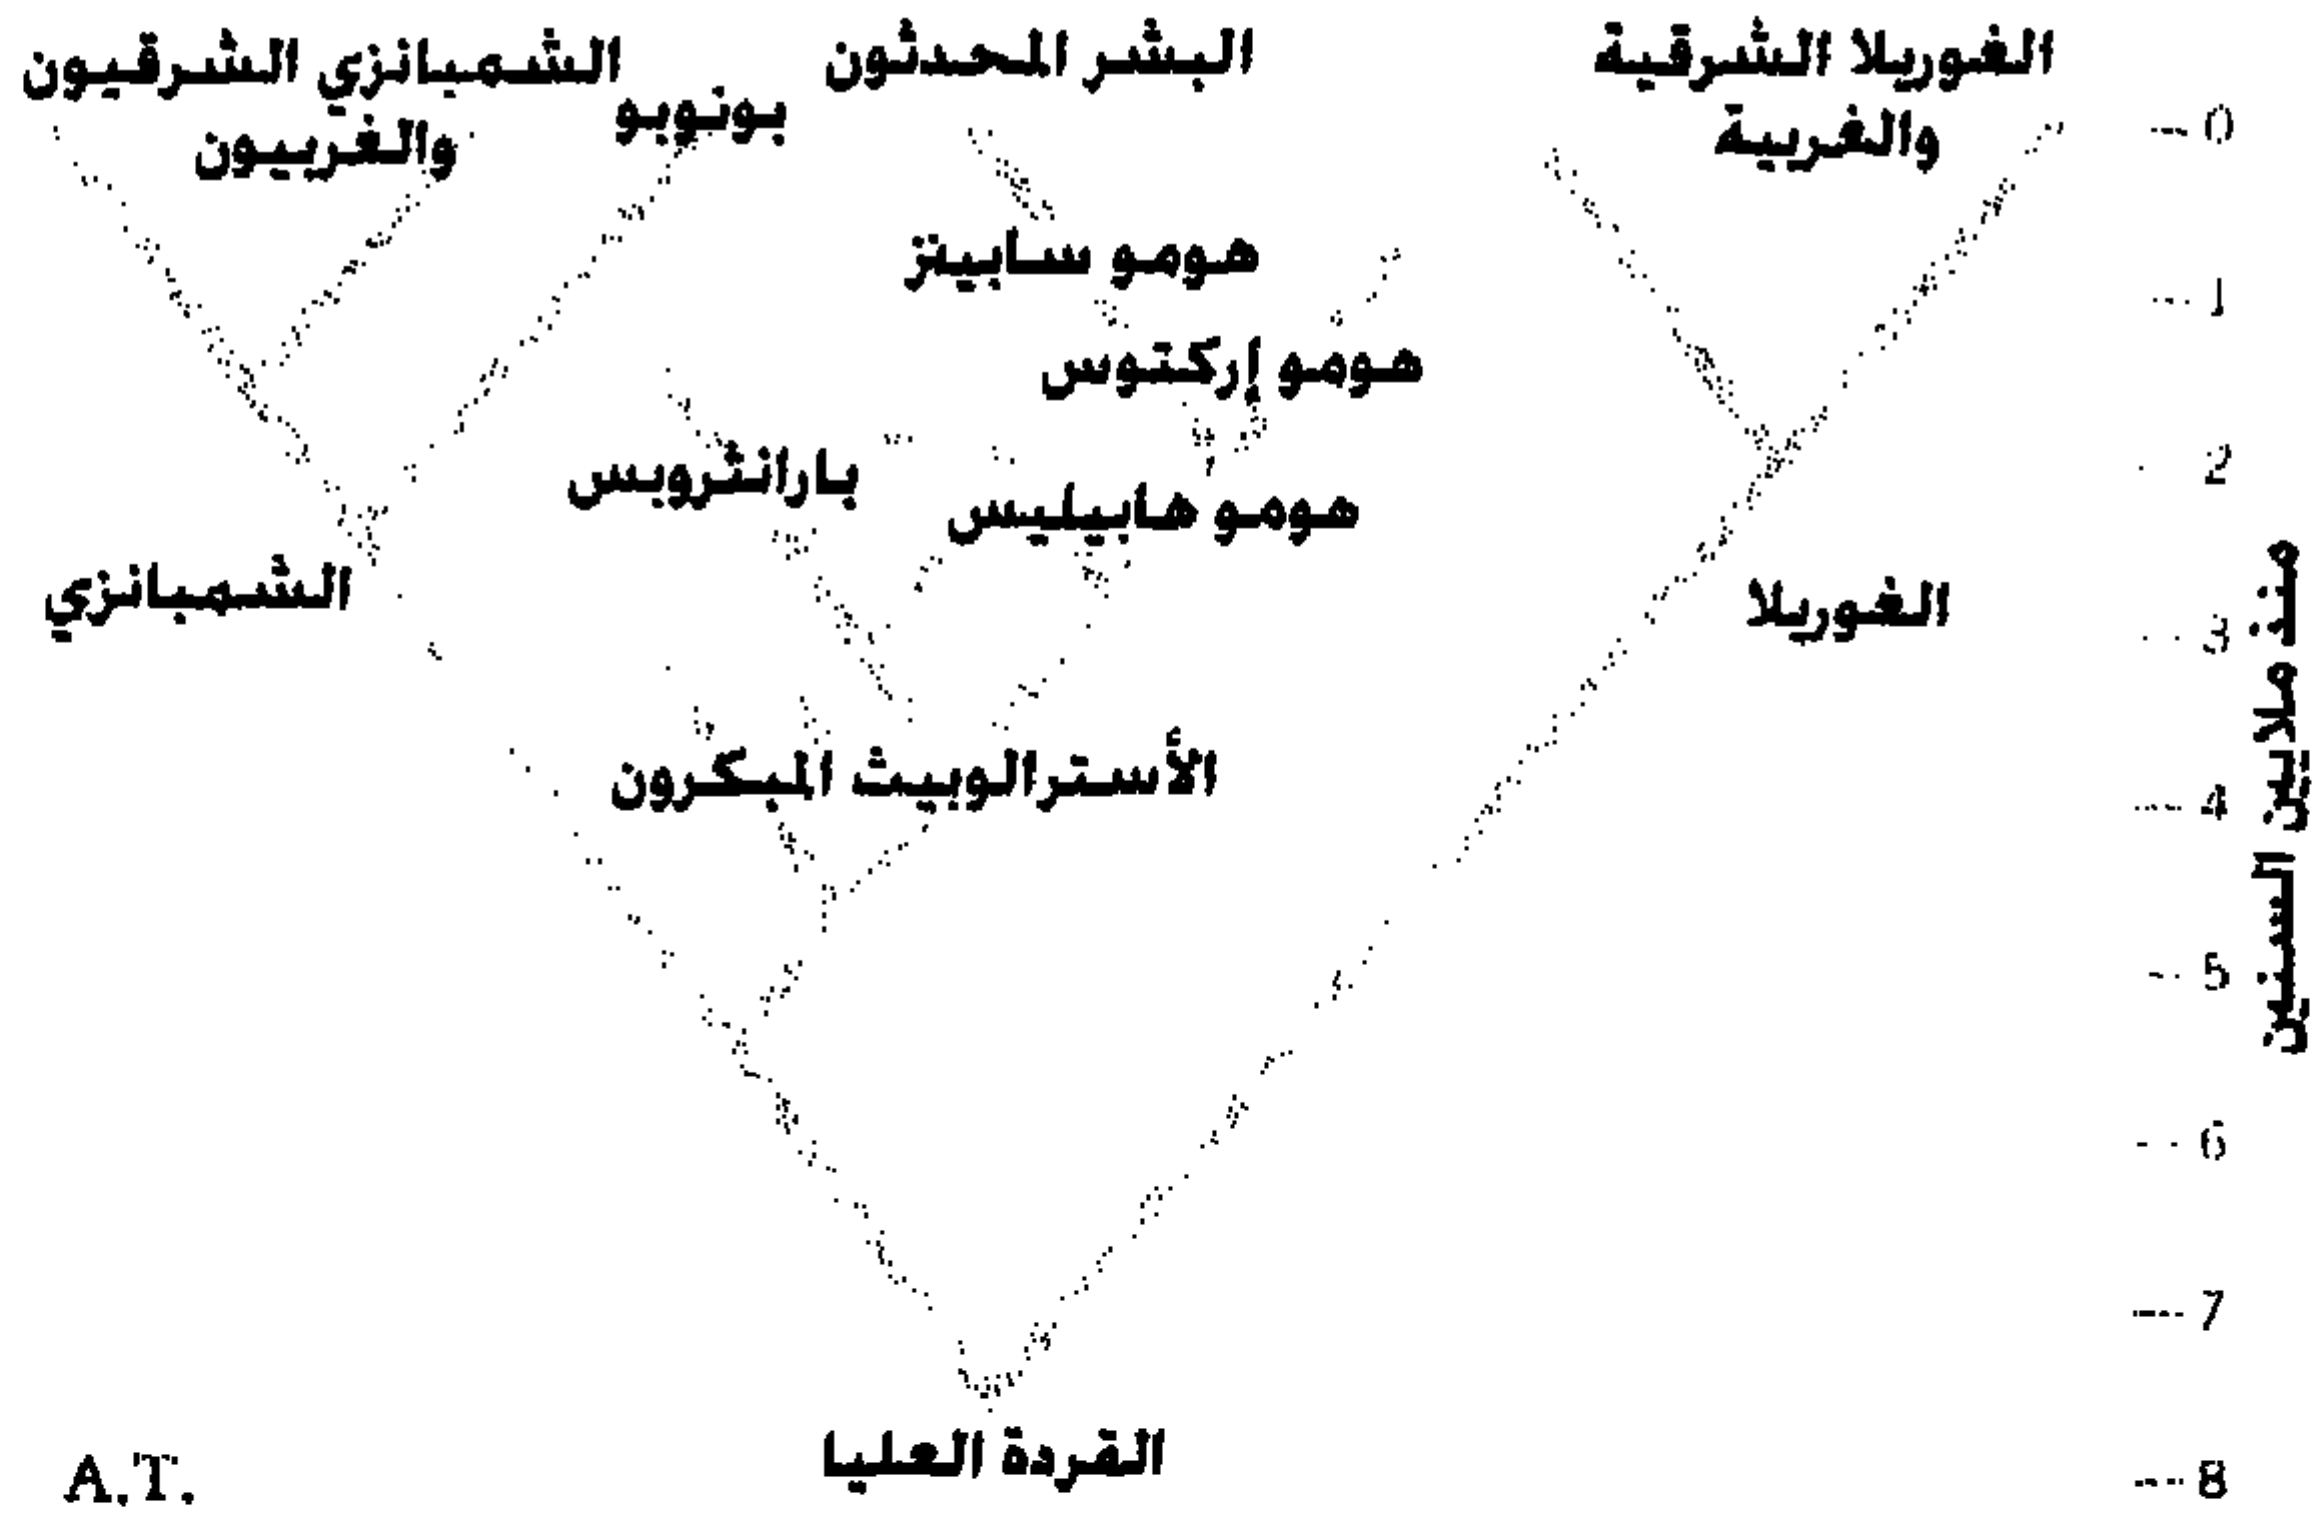 الشمبانزي الشرقيون
والغربيون
بونوبو
البشر المحدثون
الغوريلا الشرقية
والغربية
0
هومو سابينز
1
هومو إركتوس
2
بارانثروبس
هومو هابيليس
الشمبانزي
الغوريلا
3
الأسترالوبيث المبكرون
4
منذ ملايين السنين
5
6
7
القردة العليا
8
A.T.